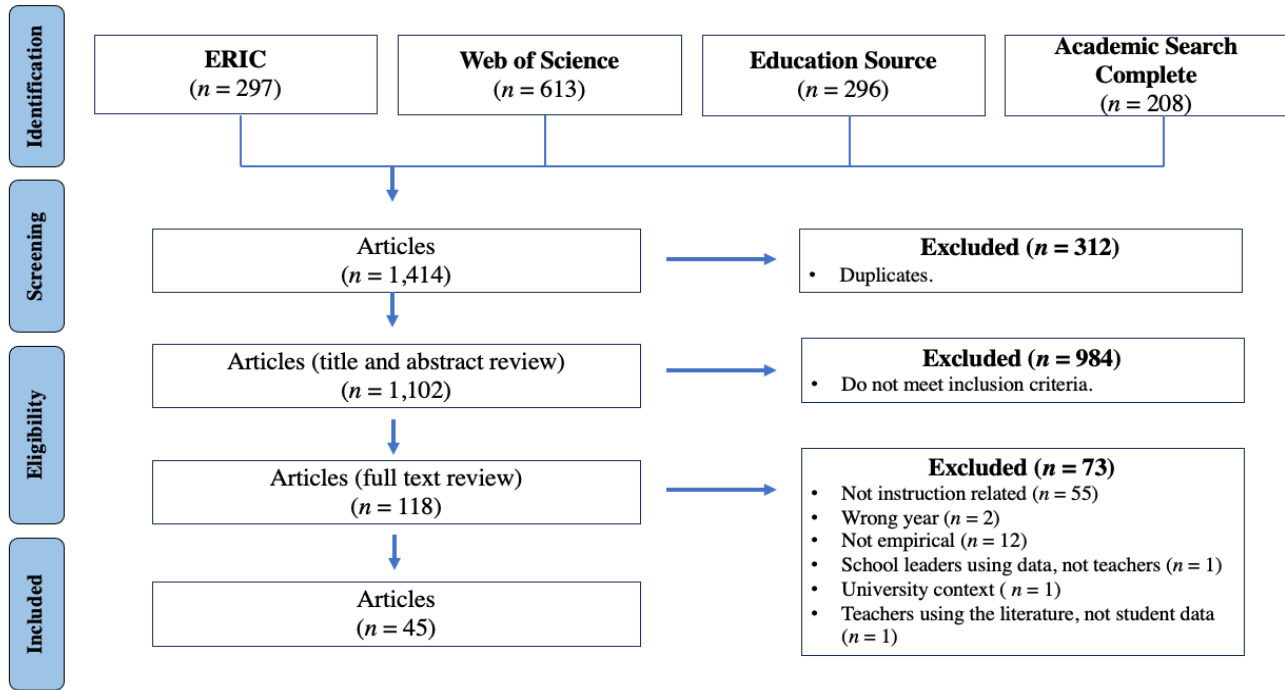 Identification
ERIC
(n = 297)
Web of Science
(n = 613)
Education Source
(n = 296)
Academic Search
Complete
(n = 208)
Screening
Articles
(n = 1,414)
Excluded (n = 312)
• Duplicates.
Eligibility
Articles (title and abstract review)
(n = 1,102)
Excluded (n = 984)
• Do not meet inclusion criteria.
Articles (full text review)
(n = 118)
Excluded (n = 73)
• Not instruction related (n = 55)
• Wrong year (n = 2)
• Not empirical (n = 12)
• School leaders using data, not teachers (n = 1)
• University context ( n = 1)
• Teachers using the literature, not student data
(n = 1)
Included
Articles
(n = 45)